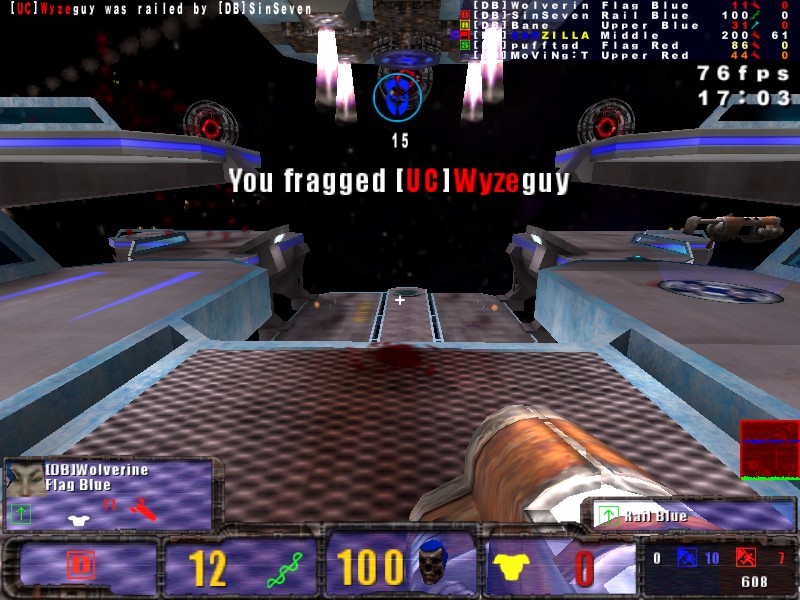 [UC]Wyzeguy was railed by [DB]SinSeven
[DB]Wolverin Flag Blue 11 0
[DB]SinSeven Rail Blue 100 0
[DB]Bane Upper Blue 31 0
ZILLA Middle 200 61
[DB]pufftgd Flag Red 86 0
[DB]MoViNg:T Upper Red 44 0
76fps
17:03
15
You fragged [UC]Wyzeguy
[DB]Wolverine
Flag Blue
11
Rail Blue
12
100
0
0 10 7
608